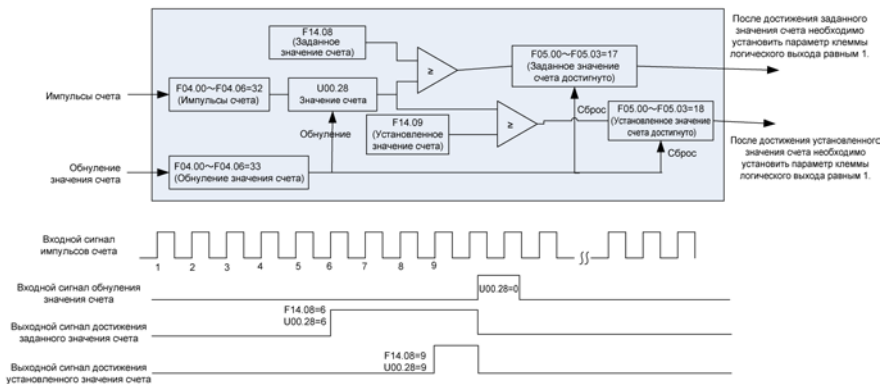 F14.08
(Заданное
значение счета)
После достижения заданного
значения счета необходимо
установить параметр клеммы
логического выхода равным 1.
F05.00～F05.03=17
(Заданное значение
счета достигнуто)
≥
Импульсы счета
F04.00～F04.06=32
(Импульсы счета)
U00.28
Значение счета
Обнуление
F14.09
(Установленное
значение счета)
≥
Сброс
F05.00～F05.03=18
(Установленное значение
счета достигнуто)
Сброс
После достижения установленного
значения счета необходимо
установить параметр клеммы
логического выхода равным 1.
Обнуление
значения счета
F04.00～F04.06=33
(Обнуление значения счета)
Входной сигнал
импульсов счета
1 2 3 4 5 6 7 8 9
Входной сигнал обнуления
значения счета
U00.28=0
Выходной сигнал достижения
заданного значения счета
F14.08=6
U00.28=6
Выходной сигнал достижения
установленного значения счета
F14.08=9
U00.28=9